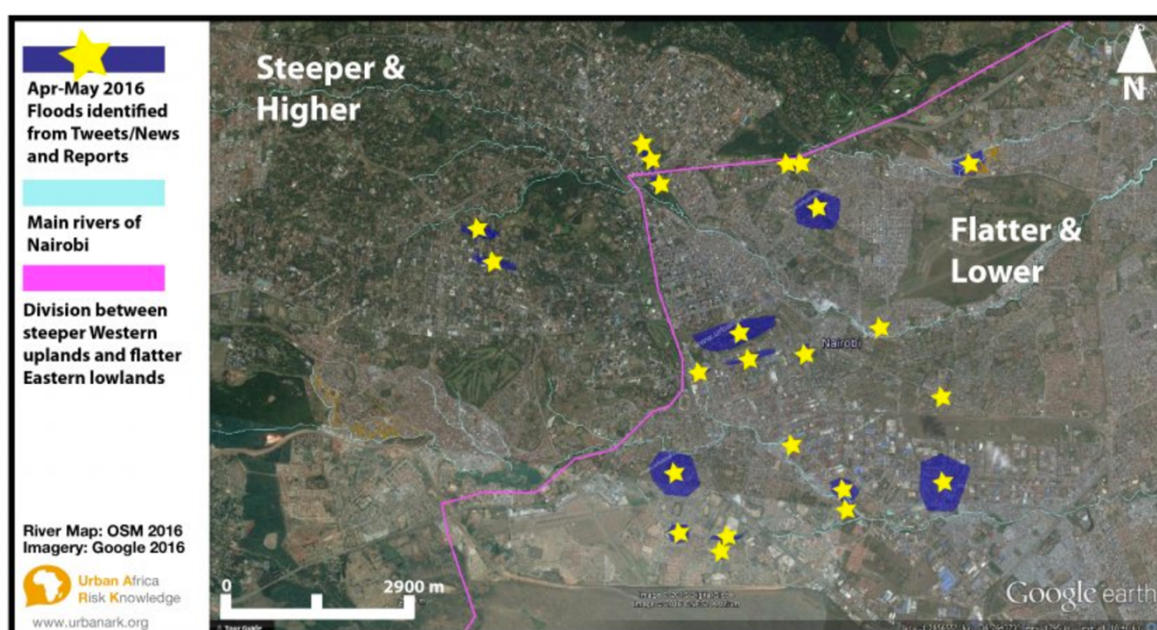 Apr-May 2016
Floods identified
from Tweets/News
and Reports
Main rivers of
Nairobi
Division between
steeper Western
uplands and flatter
Eastern lowlands
River Map: OSM 2016
Imagery: Google 2016
Urban Africa
Risk Knowledge
www.urbanark.org
Steeper &
Higher
N
Flatter &
Lower
Nairobi
0
2900 m
Google earth
Tour Guide